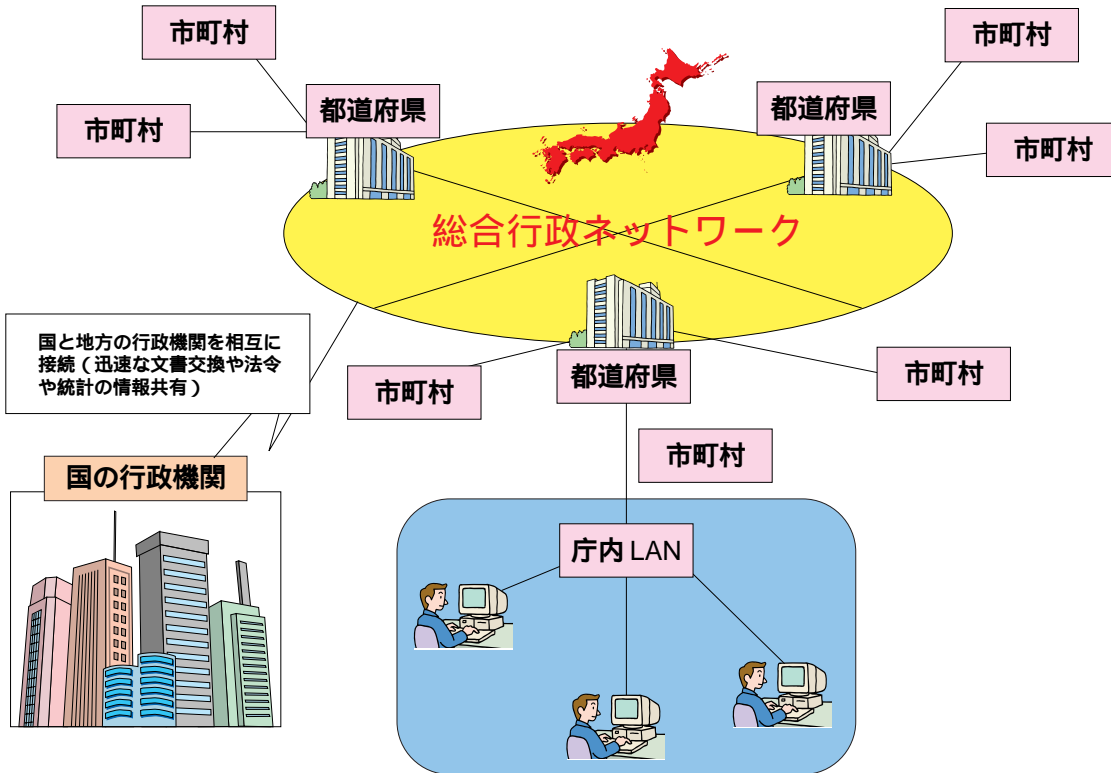 市町村
市町村
都道府県
都道府県
市町村
市町村
総合行政ネットワーク
国と地方の行政機関を相互に
接続（迅速な文書交換や法令
や統計の情報共有）
市町村
都道府県
市町村
市町村
国の行政機関
庁内 LAN